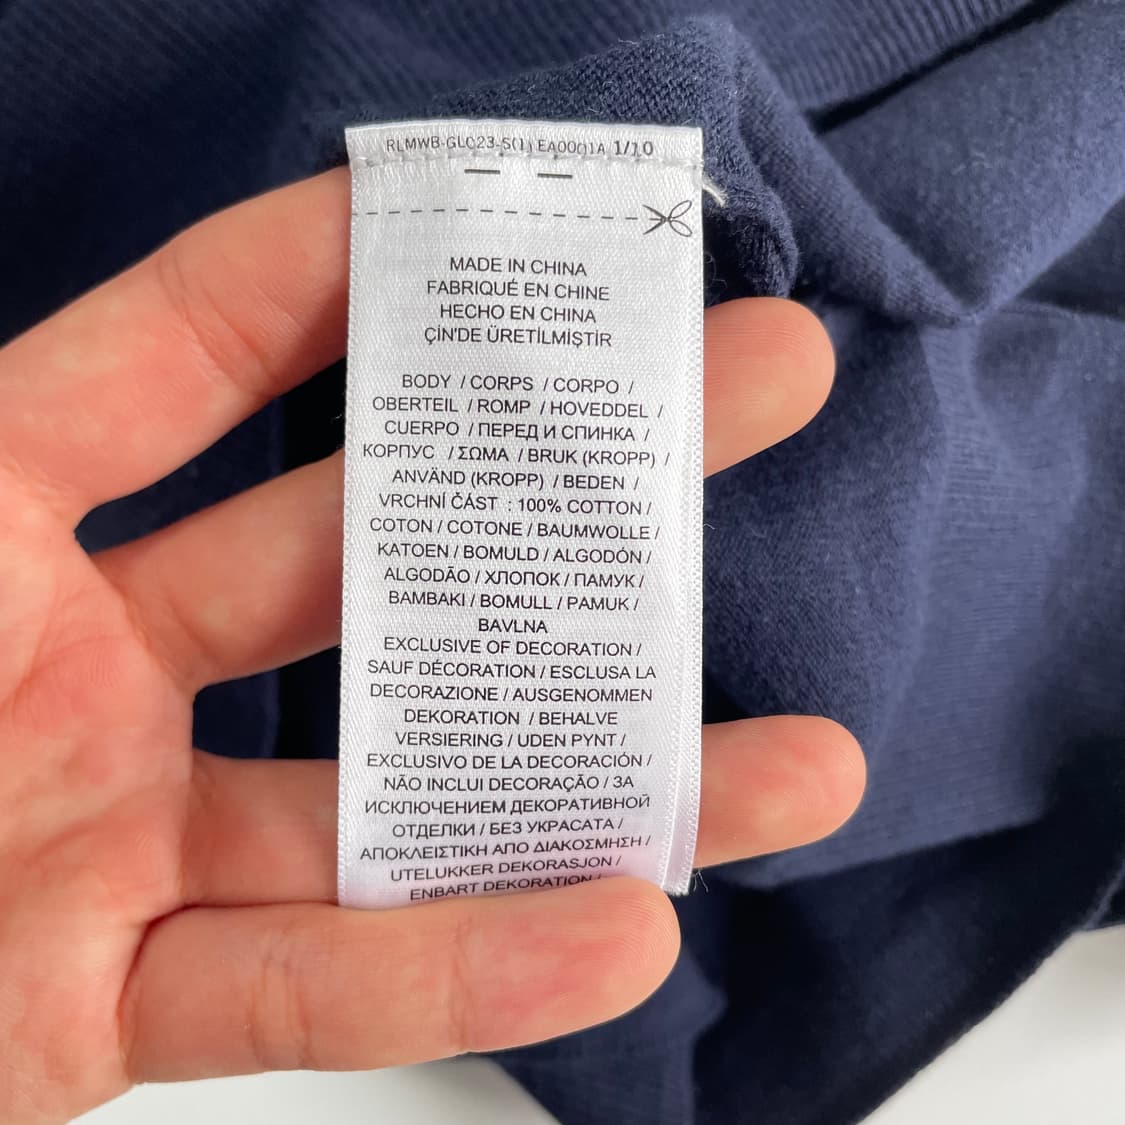 RLMWB-GLC23-S(1) EA0001A 1/10
MADE IN CHINA
FABRIQUÉ EN CHINE
HECHO EN CHINA
ÇİN'DE ÜRETİLMİŞTİR
BODY / CORPS / CORPO /
OBERTEIL / ROMP / HOVEDDEL /
CUERPO / ПЕРЕД И СПИНКА /
КОРПУС / ΣΩΜΑ / BRUK (KROPP) /
ANVÄND (KROPP) / BEDEN /
VRCHNÍ ČÁST : 100% COTTON /
COTON / COTONE / BAUMWOLLE /
KATOEN / BOMULD / ALGODÓN /
ALGODÃO / ХЛОПОК / ПАМУК /
ΒΑΜΒΑΚΙ / BOMULL / PAMUK /
BAVLNA
EXCLUSIVE OF DECORATION /
SAUF DÉCORATION / ESCLUSA LA
DECORAZIONE / AUSGENOMMEN
DEKORATION / BEHALVE
VERSIERING / UDEN PYNT /
EXCLUSIVO DE LA DECORACIÓN /
NÃO INCLUI DECORAÇÃO / ЗА
ИСКЛЮЧЕНИЕМ ДЕКОРАТИВНОЙ
ОТДЕЛКИ / БЕЗ УКРАСАТА /
ΑΠΟΚΛΕΙΣΤΙΚΗ ΑΠΟ ΔΙΑΚΟΣΜΗΣΗ /
UTELUKKER DEKORASJON /
ENBART DEKORATION /